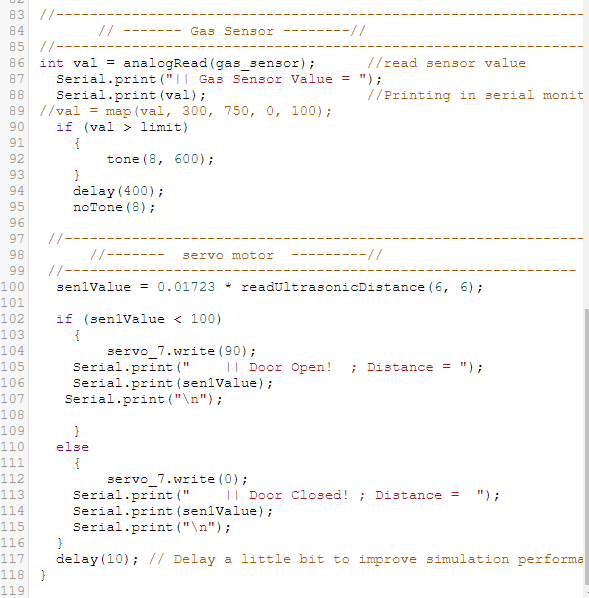 83 //----------------------------------------------------------------
84 // ------- Gas Sensor --------//
85 //----------------------------------------------------------------
86 int val = analogRead(gas_sensor); //read sensor value
87 Serial.print("|| Gas Sensor Value = ");
88 Serial.print(val); //Printing in serial monit
89 //val = map(val, 300, 750, 0, 100);
90 if (val > limit)
91 {
92 tone(8, 600);
93 }
94 delay(400);
95 noTone(8);
96
97 //---------------------------------------------------------------
98 //------- servo motor ---------//
99 //--------------------------------------------------------------
100 sen1Value = 0.01723 * readUltrasonicDistance(6, 6);
101
102 if (sen1Value < 100)
103 {
104 servo_7.write(90);
105 Serial.print("    || Door Open!  ; Distance = ");
106 Serial.print(sen1Value);
107 Serial.print("\n");
108
109 }
110 else
111 {
112 servo_7.write(0);
113 Serial.print("    || Door Closed! ; Distance =  ");
114 Serial.print(sen1Value);
115 Serial.print("\n");
116 }
117 delay(10); // Delay a little bit to improve simulation performa
118 }
119